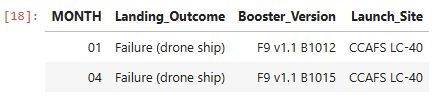 [18]: MONTH Landing_Outcome Booster_Version Launch_Site
01 Failure (drone ship) F9 v1.1 B1012 CCAFS LC-40
04 Failure (drone ship) F9 v1.1 B1015 CCAFS LC-40